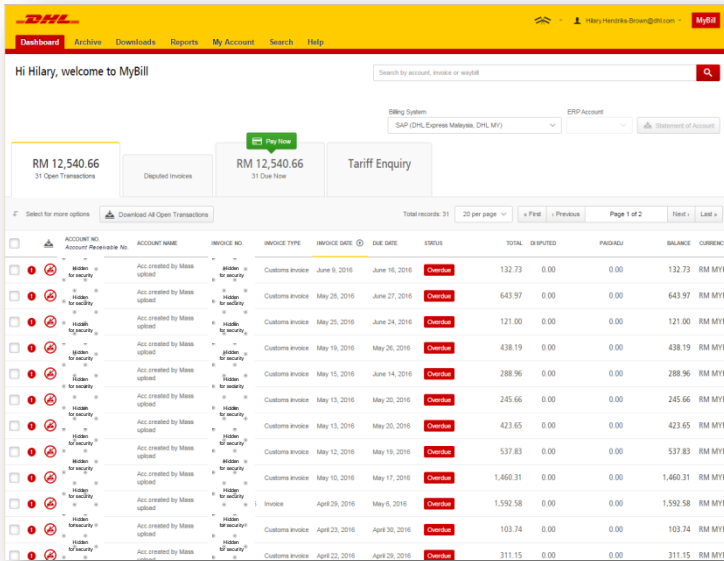 DHL
Hilary.Hendriks-Brown@dhl.com MyBill
Dashboard Archive Downloads Reports My Account Search Help
Hi Hilary, welcome to MyBill
Search by account, invoice or waybill
Billing System ERP Account
SAP (DHL Express Malaysia, DHL MY) Statement of Account
Pay Now
RM 12,540.66 RM 12,540.66 Tariff Enquiry
31 Open Transactions Disputed Invoices 31 Due Now
Select for more options Download All Open Transactions Total records: 31 20 per page « First ‹ Previous Page 1 of 2 Next › Last »
ACCOUNT NO. Account Receivable No. ACCOUNT NAME INVOICE NO. INVOICE TYPE INVOICE DATE DUE DATE STATUS TOTAL DISPUTED PAID/ADJ BALANCE CURRENC
Hidden for security Acc.created by Mass upload Hidden for security Customs invoice June 9, 2016 June 16, 2016 Overdue 132.73 0.00 0.00 132.73 RM MY
Hidden for security Acc.created by Mass upload Hidden for security Customs invoice May 28, 2016 June 27, 2016 Overdue 643.97 0.00 0.00 643.97 RM MY
Hidden for security Acc.created by Mass upload Hidden for security Customs invoice May 25, 2016 June 24, 2016 Overdue 121.00 0.00 0.00 121.00 RM MY
Hidden for security Acc.created by Mass upload Hidden for security Customs invoice May 19, 2016 May 26, 2016 Overdue 438.19 0.00 0.00 438.19 RM MY
Hidden for security Acc.created by Mass upload Hidden for security Customs invoice May 15, 2016 June 14, 2016 Overdue 288.96 0.00 0.00 288.96 RM MY
Hidden for security Acc.created by Mass upload Hidden for security Customs invoice May 13, 2016 May 20, 2016 Overdue 245.66 0.00 0.00 245.66 RM MY
Hidden for security Acc.created by Mass upload Hidden for security Customs invoice May 13, 2016 May 20, 2016 Overdue 423.65 0.00 0.00 423.65 RM MY
Hidden for security Acc.created by Mass upload Hidden for security Customs invoice May 12, 2016 May 19, 2016 Overdue 537.83 0.00 0.00 537.83 RM MY
Hidden for security Acc.created by Mass upload Hidden for security Customs invoice May 10, 2016 May 17, 2016 Overdue 1,460.31 0.00 0.00 1,460.31 RM MY
Hidden for security Acc.created by Mass upload Hidden for security Invoice April 29, 2016 May 6, 2016 Overdue 1,592.58 0.00 0.00 1,592.58 RM MY
Hidden for security Acc.created by Mass upload Hidden for security Customs invoice April 23, 2016 April 30, 2016 Overdue 103.74 0.00 0.00 103.74 RM MY
Hidden for security Acc.created by Mass upload Hidden for security Customs invoice April 22, 2016 April 29, 2016 Overdue 311.15 0.00 0.00 311.15 RM MY